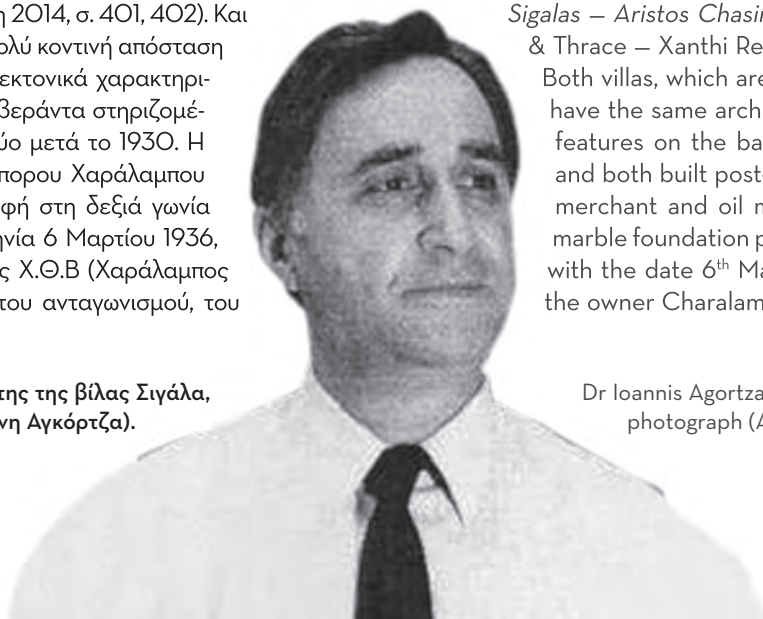 η 2014, σ. 401, 402). Και
ολύ κοντινή απόσταση
εκτονικά χαρακτηρι-
βεράντα στηριζομέ-
ύο μετά το 1930. Η
πορου Χαράλαμπου
φή στη δεξιά γωνία
ηνία 6 Μαρτίου 1936,
ς Χ.Θ.Β (Χαράλαμπος
του ανταγωνισμού, του
της της βίλας Σιγάλα,
νη Αγκόρτζα).
Sigalas – Aristos Chasir
& Thrace – Xanthi Re
Both villas, which are
have the same arch
features on the ba
and both built post-
merchant and oil m
marble foundation p
with the date 6th Ma
the owner Charalam
Dr Ioannis Agortza
photograph (A